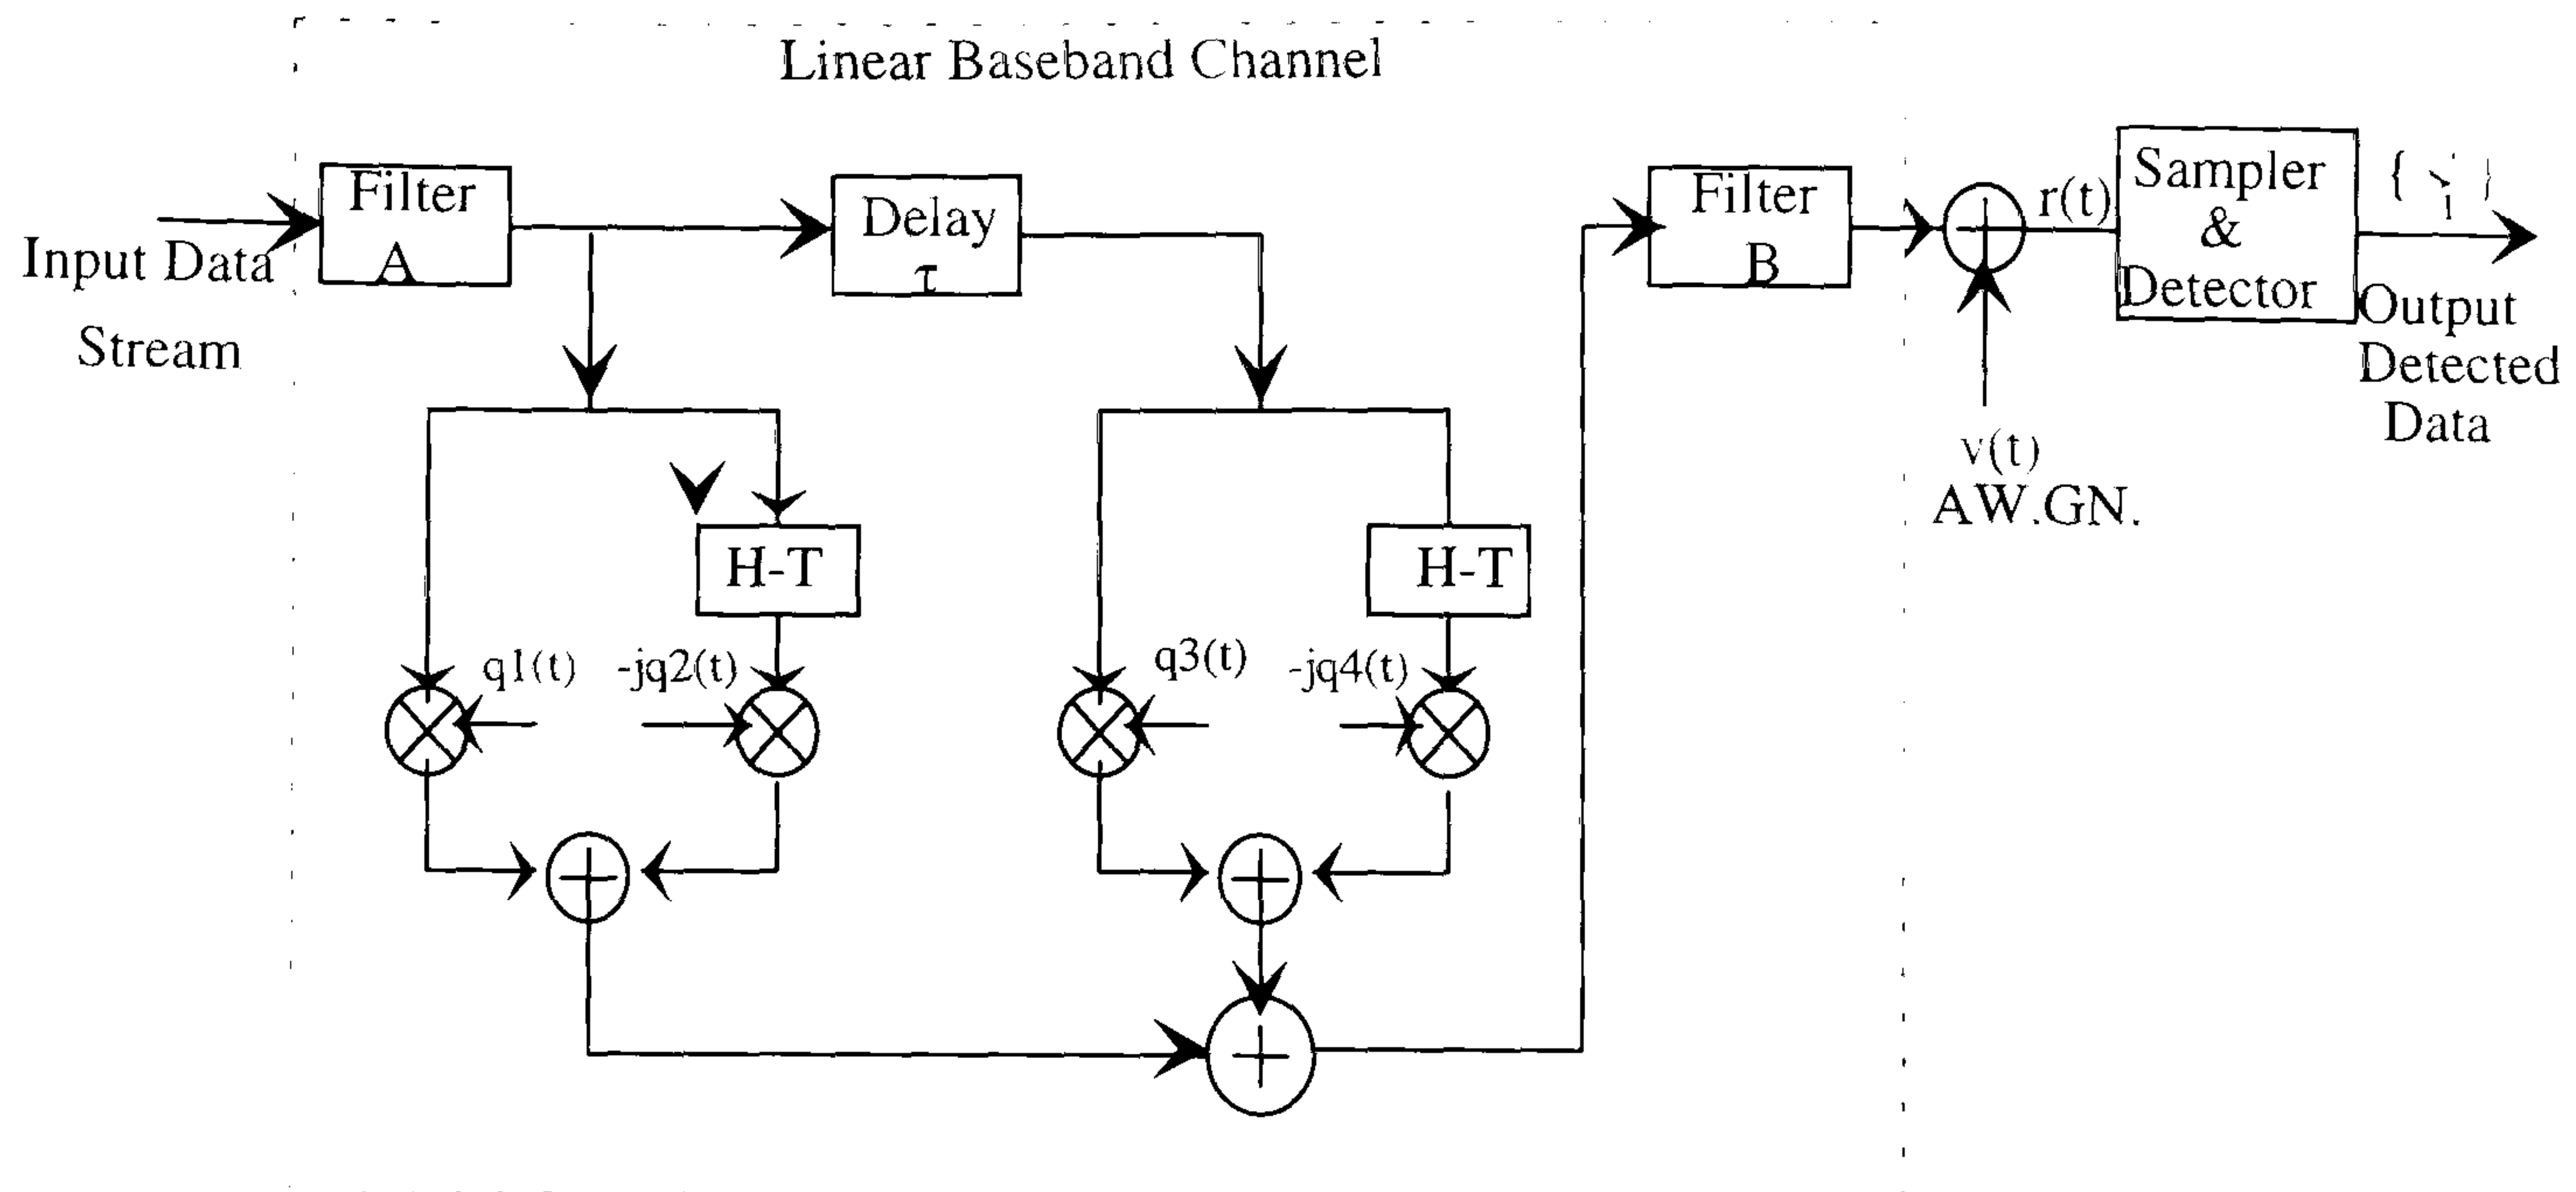 Linear Baseband Channel
Input Data
Stream
Filter
A
Delay
τ
Filter
B
r(t)
Sampler
&
Detector
Output
Detected
Data
v(t)
AW.GN.
H-T
H-T
q1(t)
-jq2(t)
q3(t)
-jq4(t)